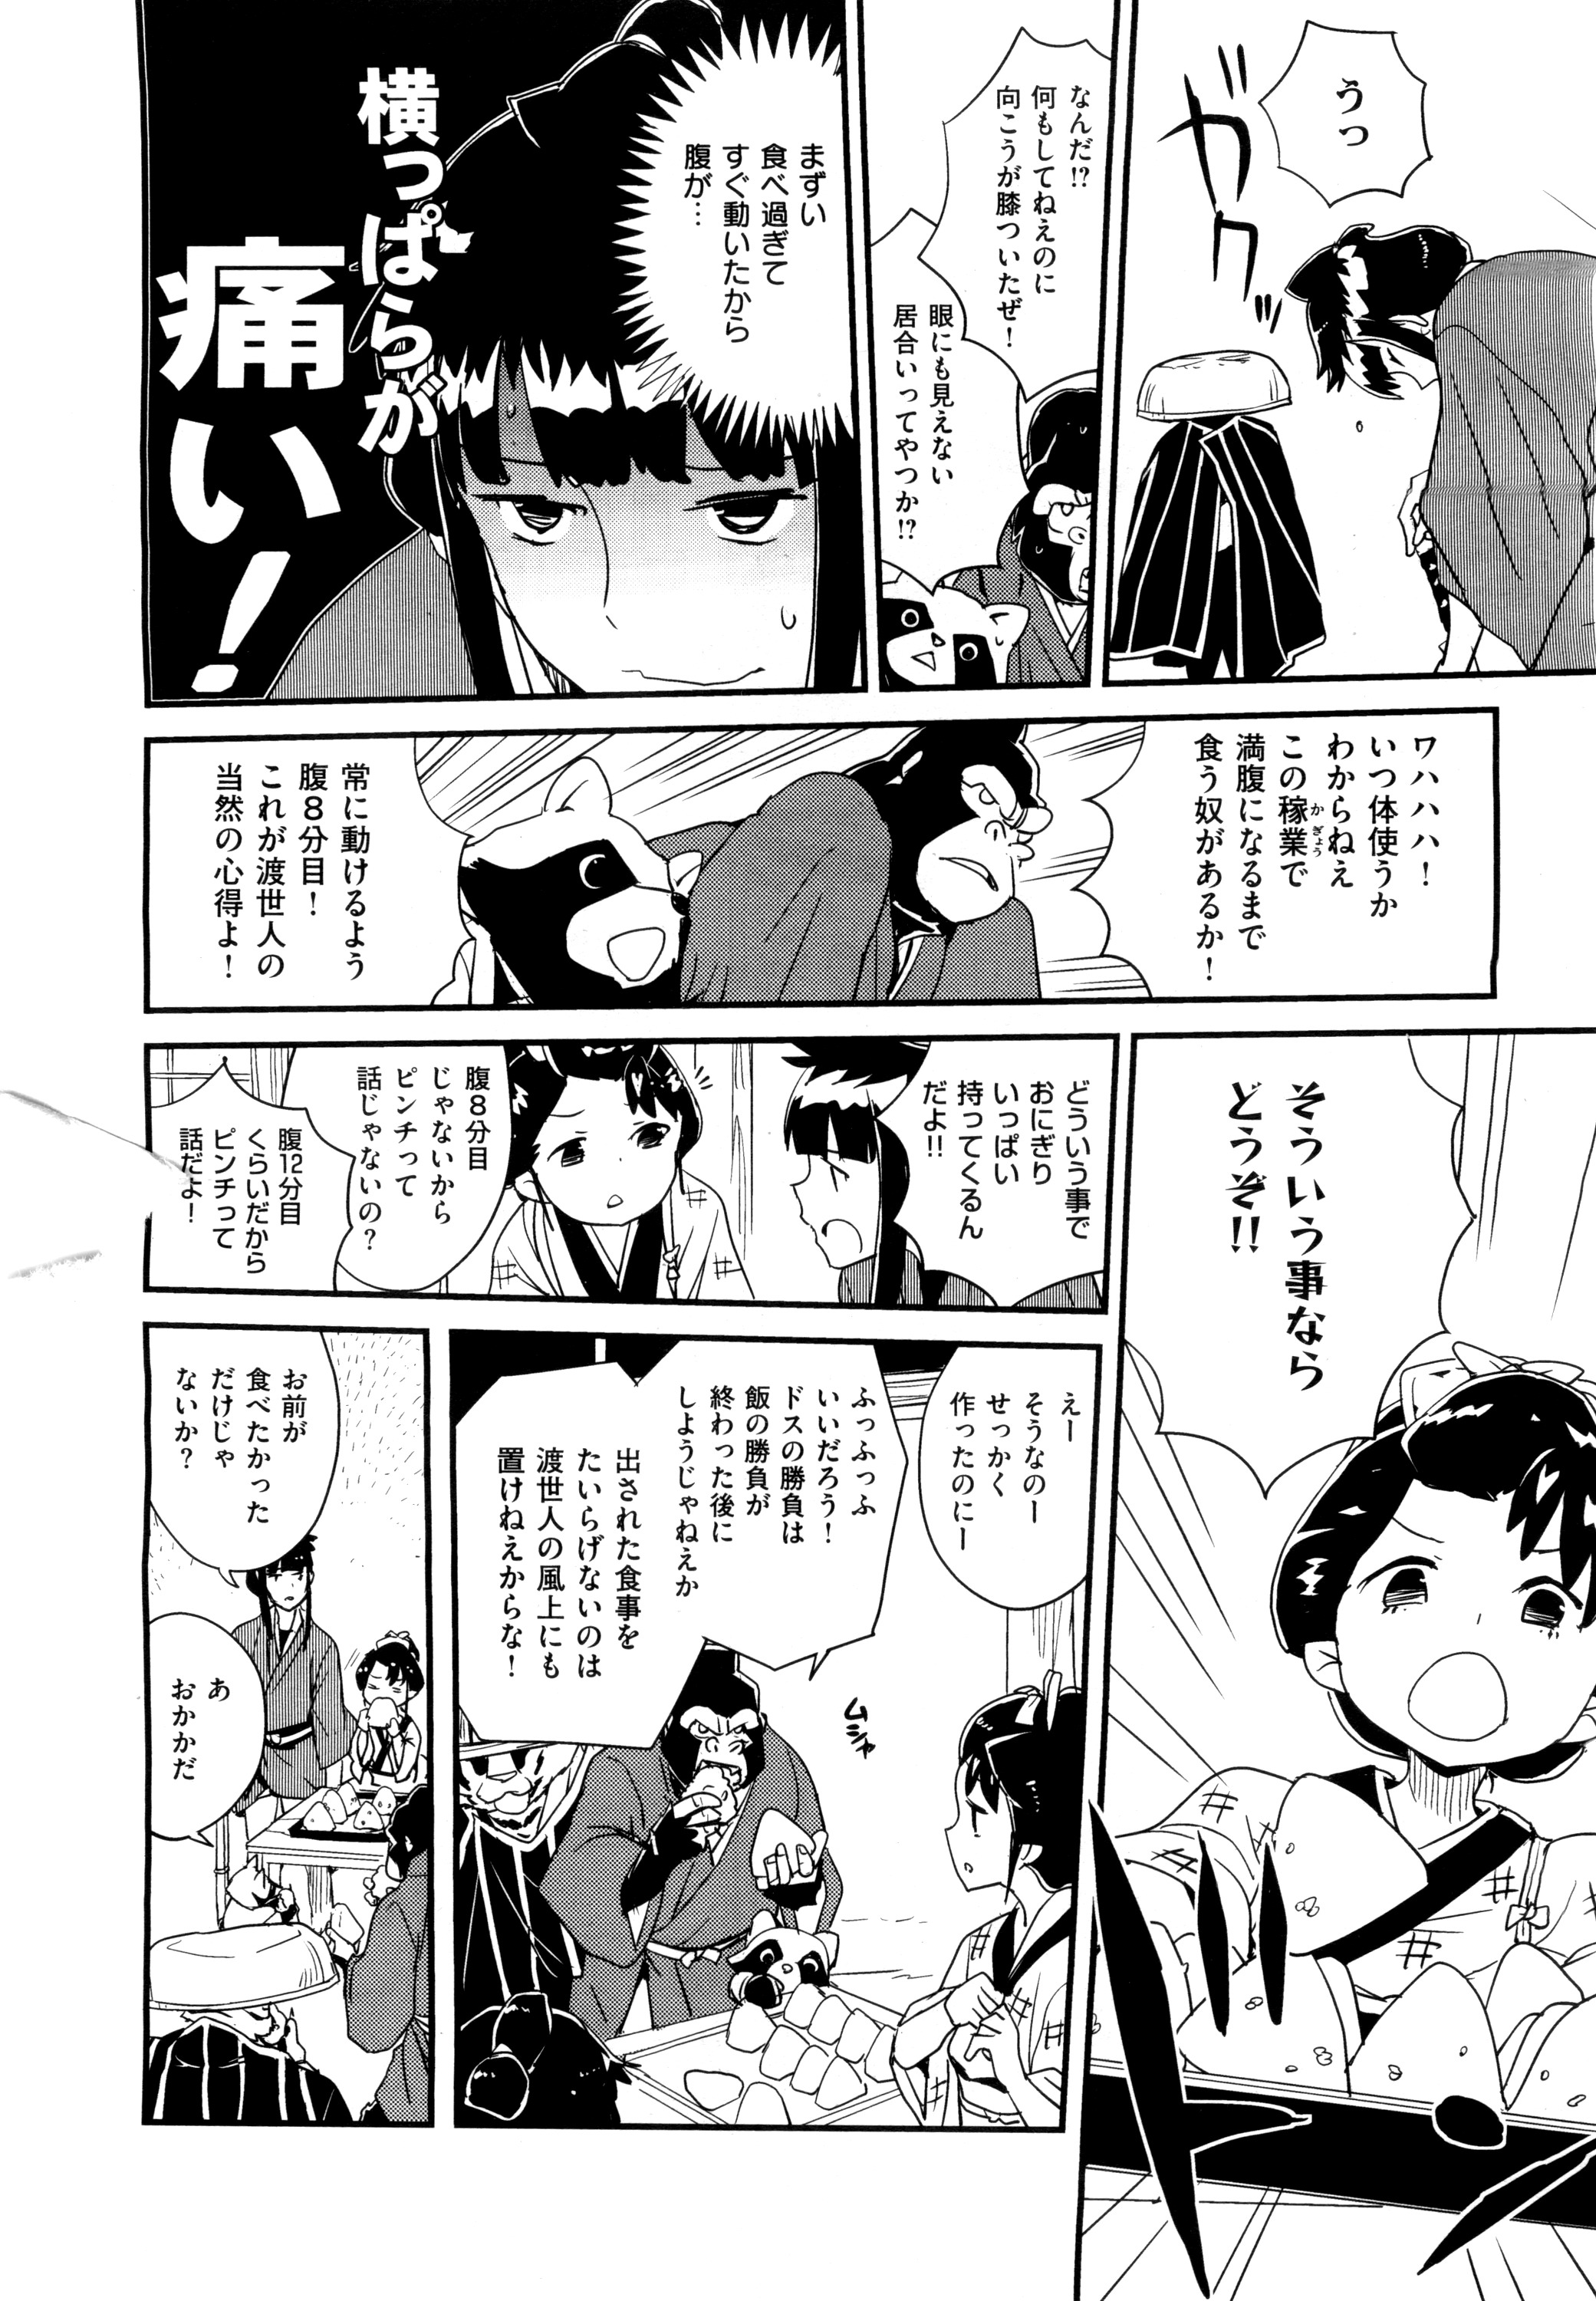 うっ
ガクッ
なんだ!?
何もしてねえのに
向こうが膝ついたぜ！
眼にも見えない
居合いってやつか!?
まずい
食べ過ぎて
すぐ動いたから
腹が…
横っぱらが
痛い！
ワハハハ！
いつ体使うか
わからねえ
この稼業で
かぎょう
満腹になるまで
食う奴があるか！
常に動けるよう
腹８分目！
これが渡世人の
当然の心得よ！
そういう事なら
どうぞ!!
どういう事で
おにぎり
いっぱい
持ってくるん
だよ!!
腹８分目
じゃないから
ピンチって
話じゃないの？
腹12分目
くらいだから
ピンチって
話だよ！
えー
そうなのー
せっかく
作ったのにー
ふっふっふ
いいだろう！
ドスの勝負は
飯の勝負が
終わった後に
しようじゃねえか
出された食事を
たいらげないのは
渡世人の風上にも
置けねえからな！
ムシャ
お前が
食べたかった
だけじゃ
ないか？
あ
おかかだ